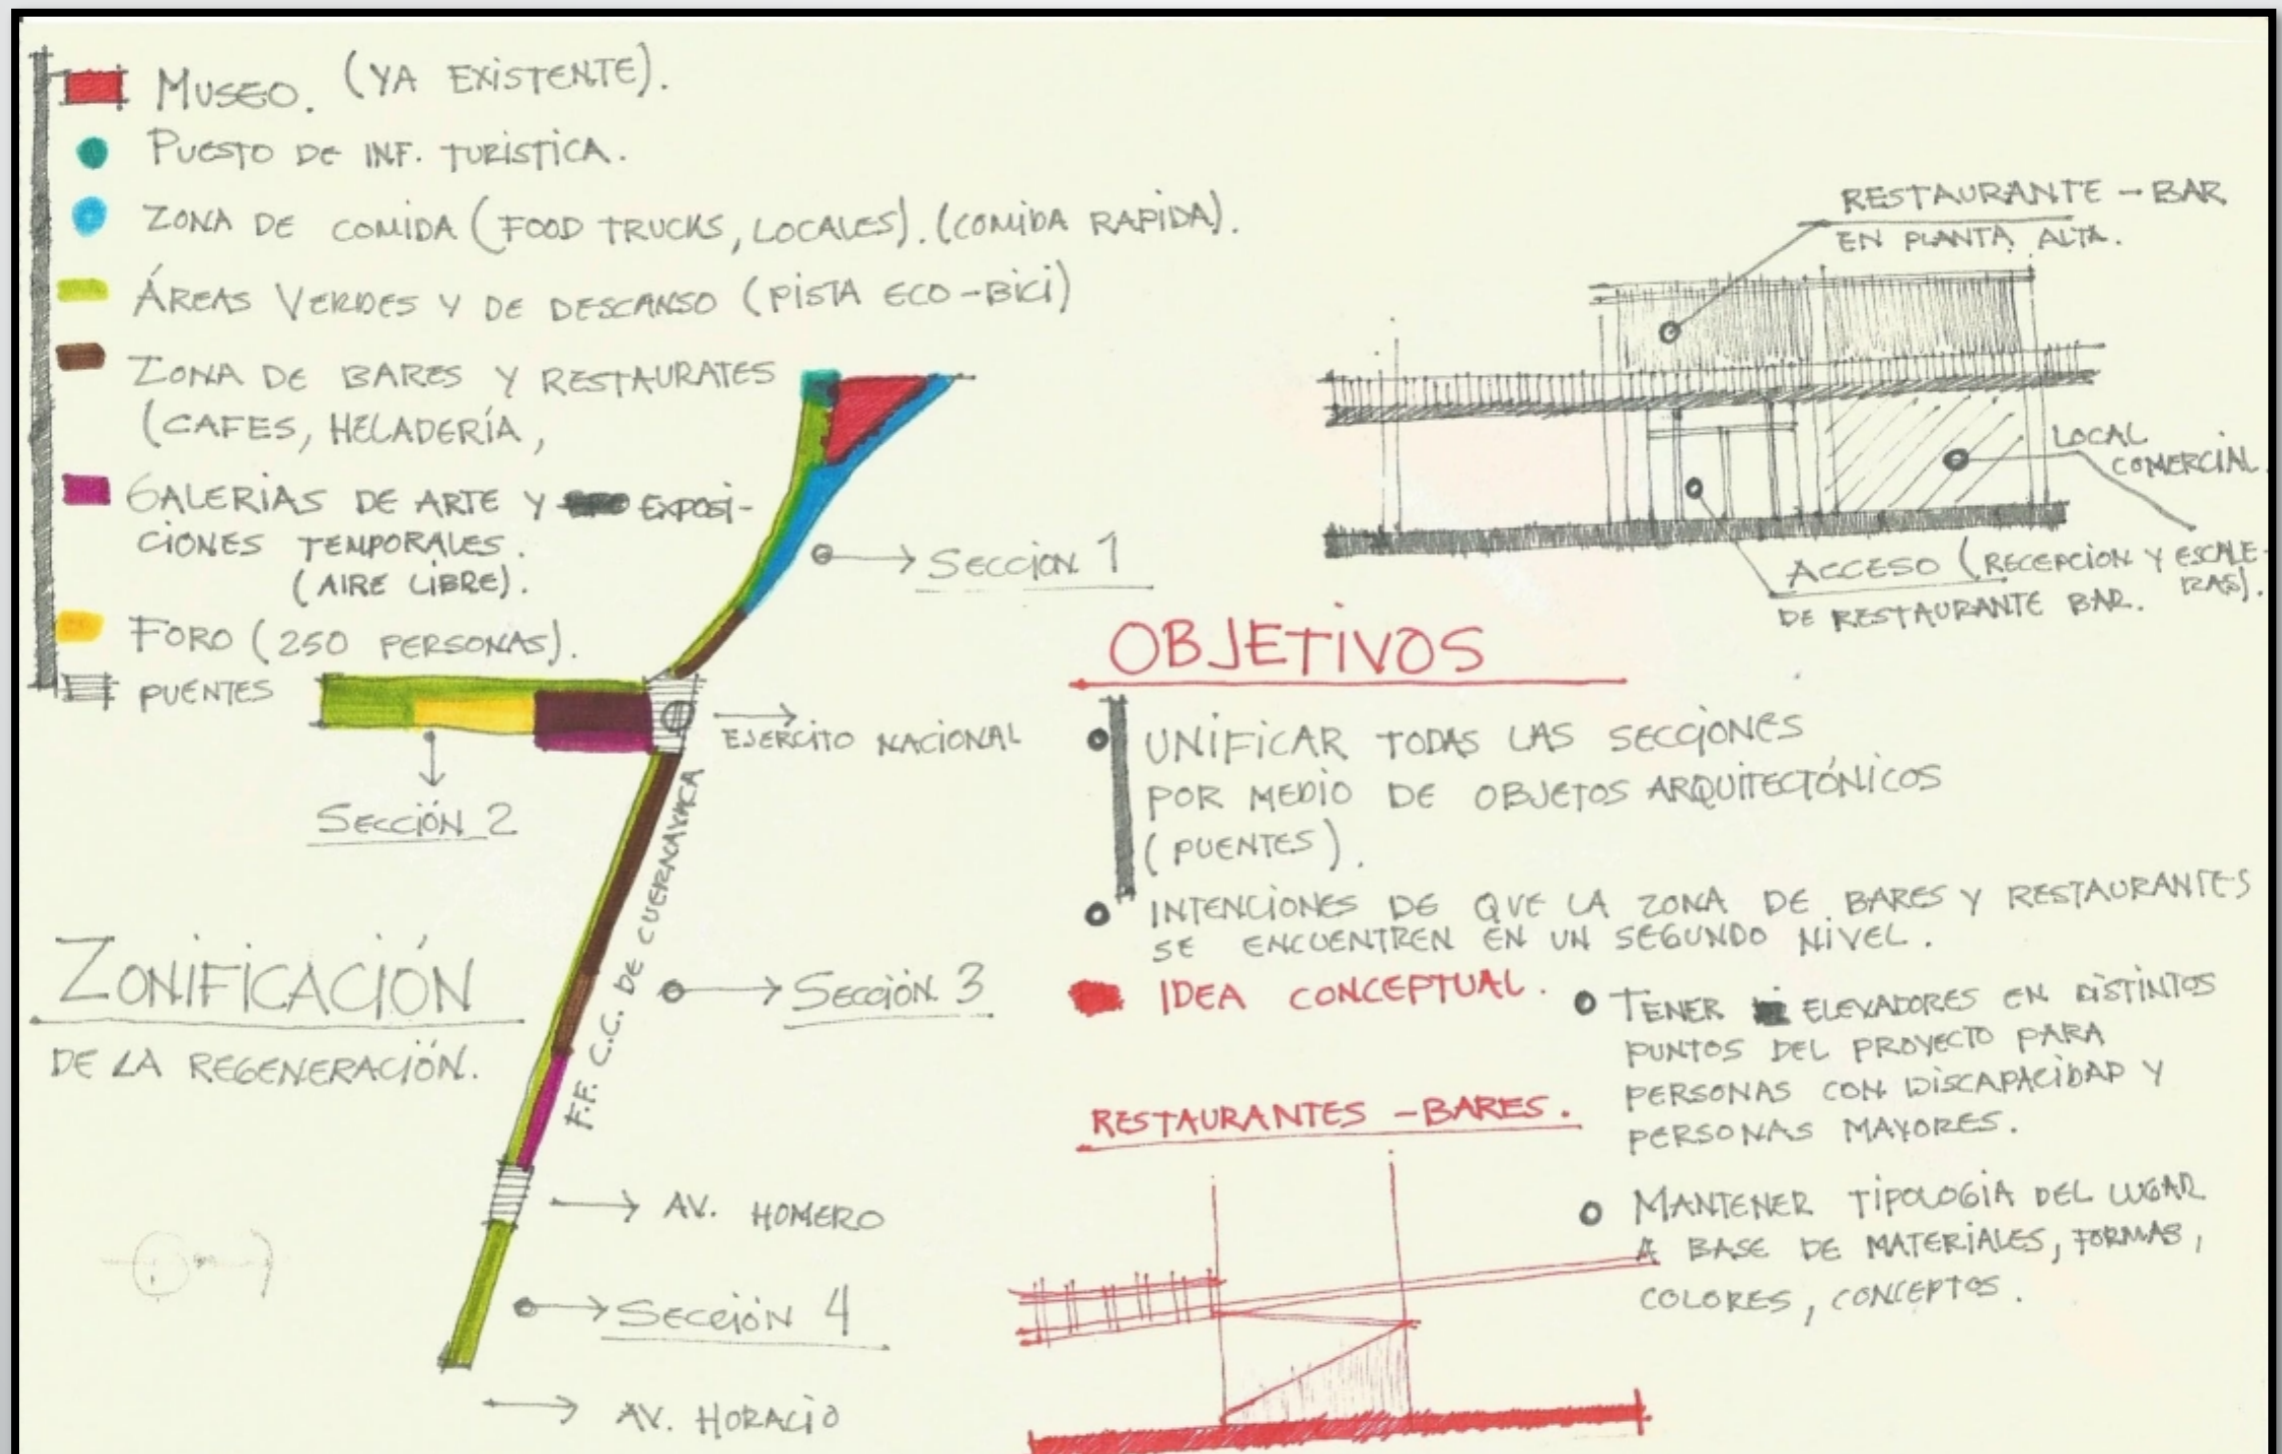 MUSEO. (YA EXISTENTE).
PUESTO DE INF. TURISTICA.
ZONA DE COMIDA (FOOD TRUCKS, LOCALES). (COMIDA RAPIDA).
ÁREAS VERDES Y DE DESCANSO (PISTA ECO-BICI)
ZONA DE BARES Y RESTAURATES
(CAFES, HELADERÍA,
GALERIAS DE ARTE Y EXPOSI-
CIONES TEMPORALES.
(AIRE LIBRE).
FORO (250 PERSONAS).
PUENTES
SECCION 1
EJERCITO NACIONAL
SECCIÓN 2
F.F. C.C. DE CUERNAVACA
SECCIÓN 3
ZONIFICACIÓN
DE LA REGENERACIÓN.
AV. HOMERO
SECCIÓN 4
AV. HORACIO
RESTAURANTE - BAR
EN PLANTA ALTA.
LOCAL
COMERCIAL
ACCESO (RECEPCION Y ESCALE-
RAS).
DE RESTAURANTE BAR.
OBJETIVOS
UNIFICAR TODAS LAS SECCIONES
POR MEDIO DE OBJETOS ARQUITECTÓNICOS
(PUENTES).
INTENCIONES DE QUE LA ZONA DE BARES Y RESTAURANTES
SE ENCUENTREN EN UN SEGUNDO NIVEL.
IDEA CONCEPTUAL.
TENER ELEVADORES EN DISTINTOS
PUNTOS DEL PROYECTO PARA
PERSONAS CON DISCAPACIDAD Y
PERSONAS MAYORES.
RESTAURANTES - BARES.
MANTENER TIPOLOGIA DEL LUGAR
A BASE DE MATERIALES, FORMAS,
COLORES, CONCEPTOS.